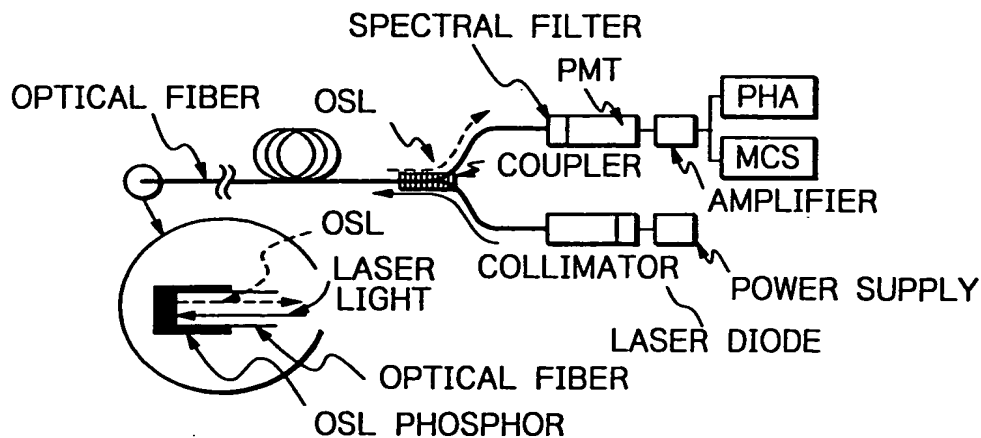 SPECTRAL FILTER
PMT
OPTICAL FIBER
OSL
PHA
COUPLER
MCS
AMPLIFIER
OSL
COLLIMATOR
LASER
LIGHT
POWER SUPPLY
LASER DIODE
OPTICAL FIBER
OSL PHOSPHOR